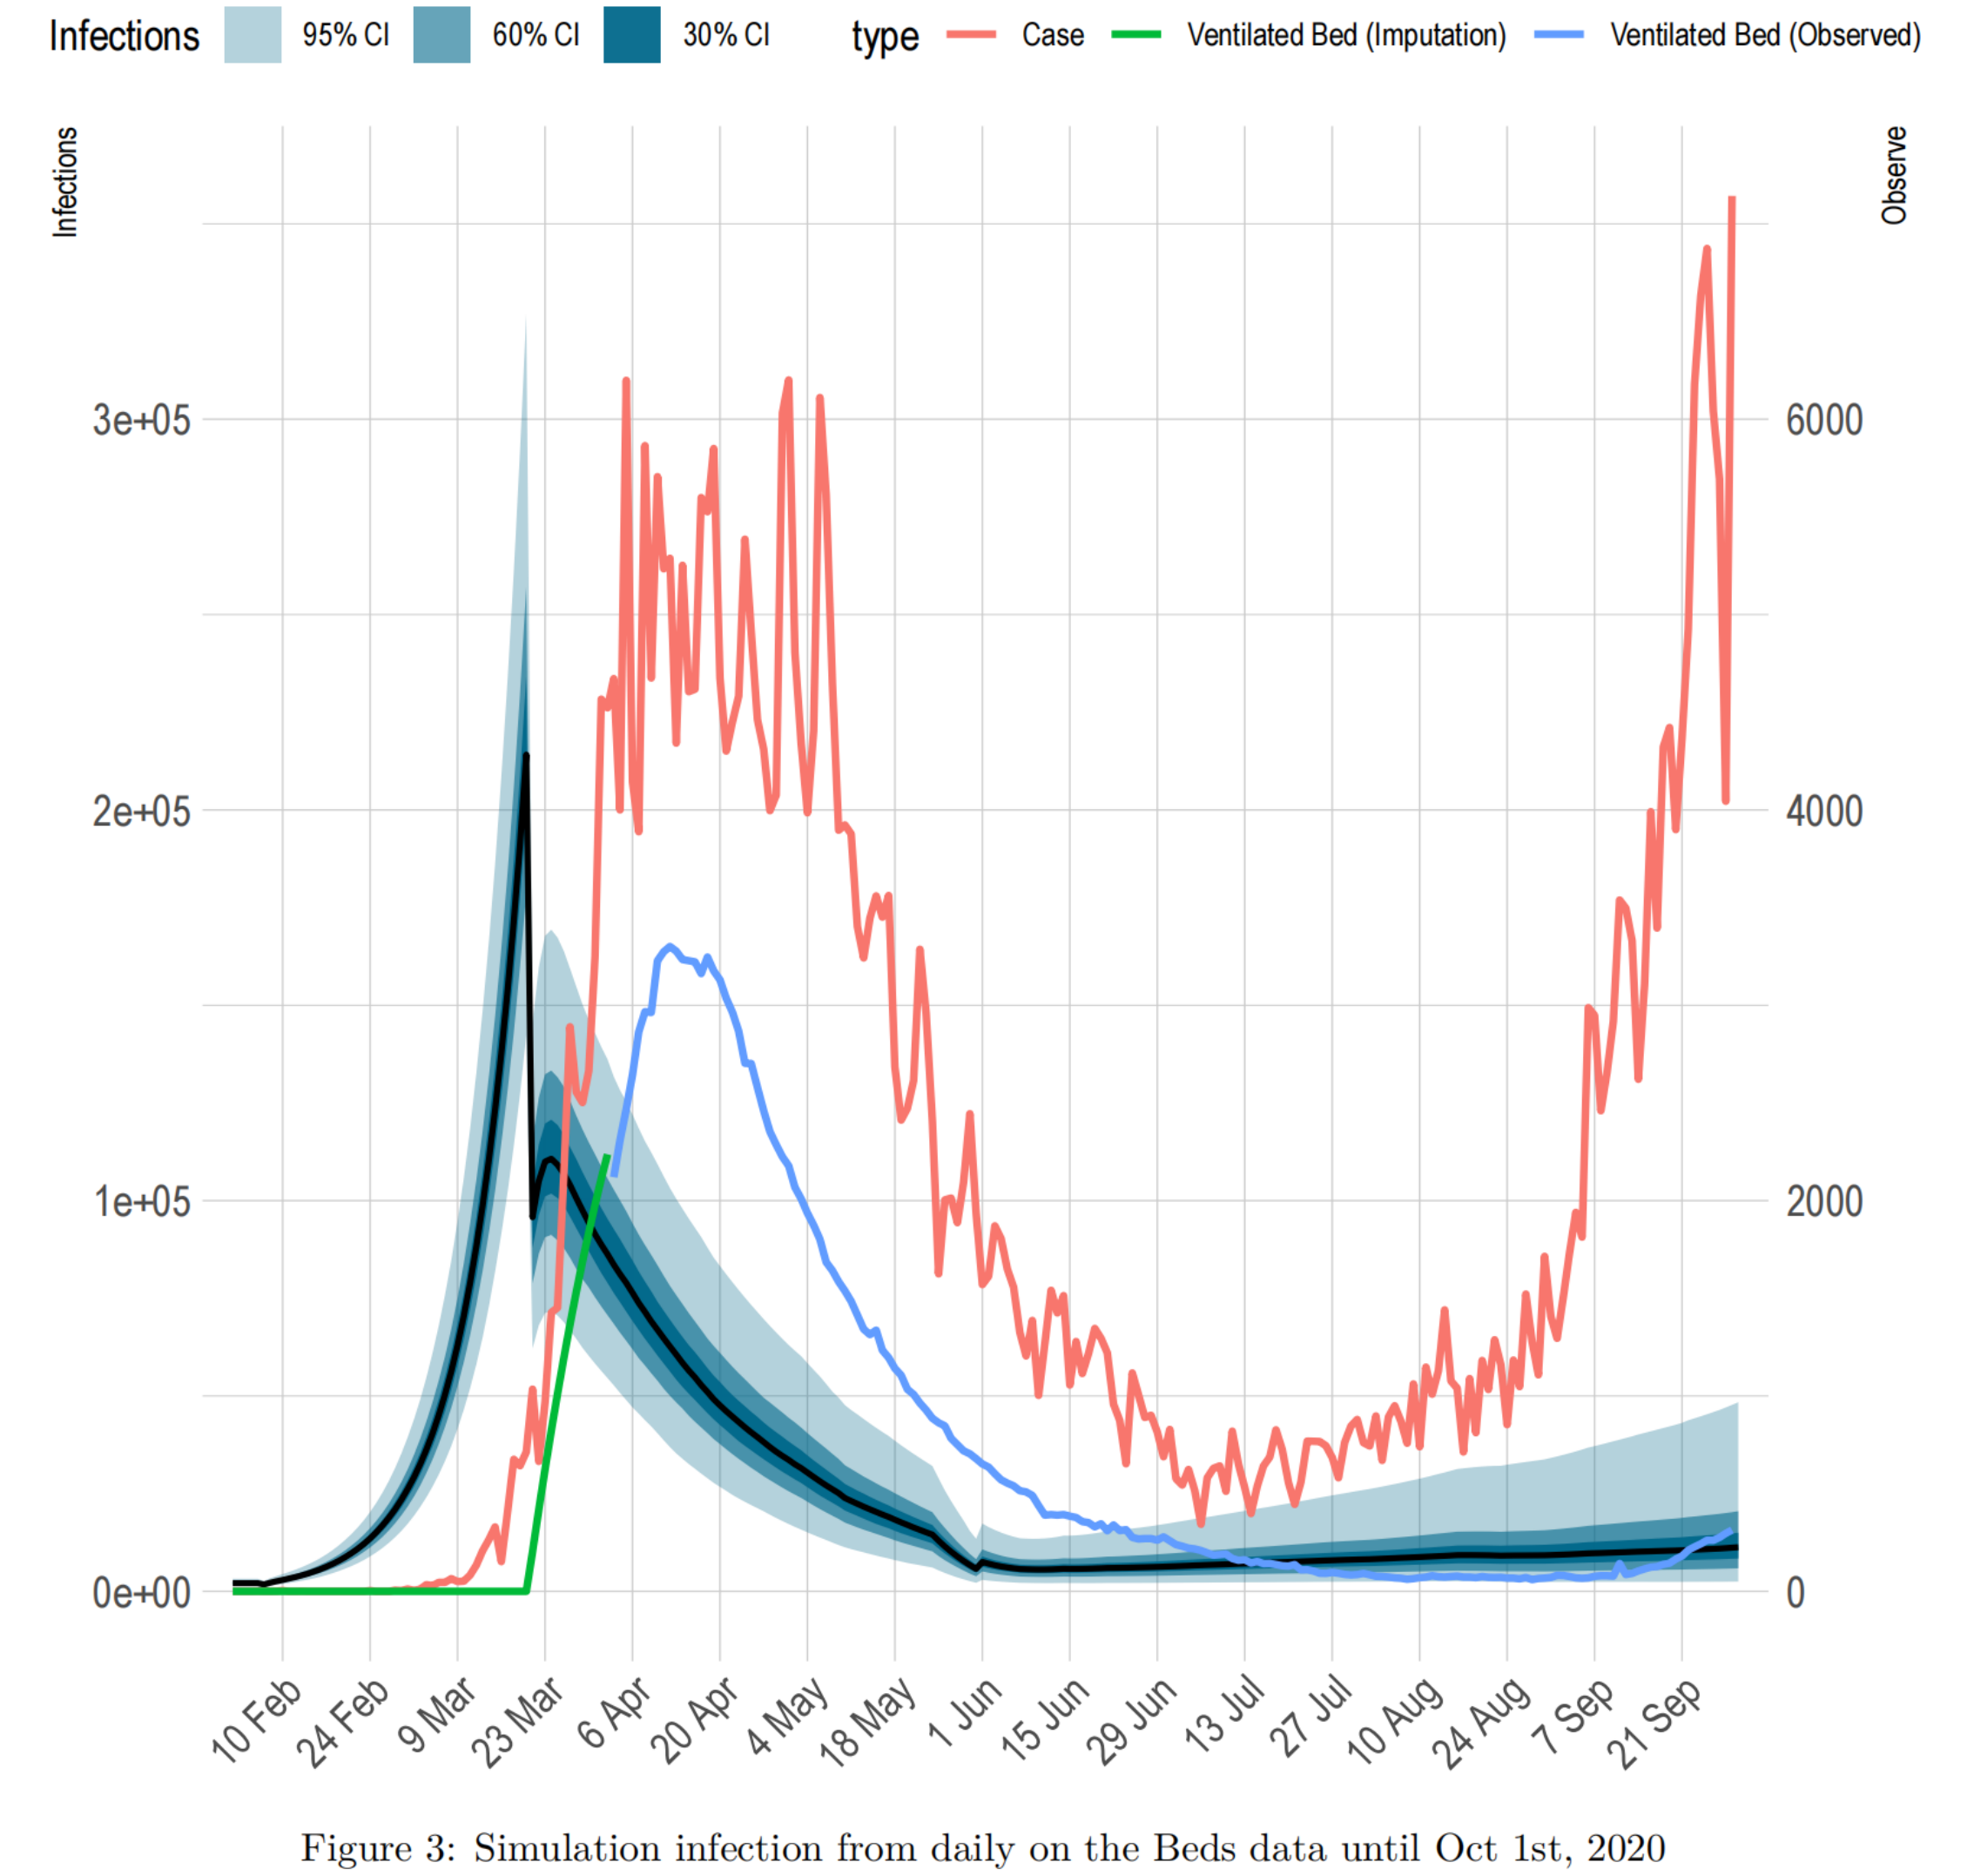 Infections 95% CI 60% CI 30% CI type Case Ventilated Bed (Imputation) Ventilated Bed (Observed)
Infections
Observe
3e+05
2e+05
1e+05
0e+00
6000
4000
2000
0
10 Feb 24 Feb 9 Mar 23 Mar 6 Apr 20 Apr 4 May 18 May 1 Jun 15 Jun 29 Jun 13 Jul 27 Jul 10 Aug 24 Aug 7 Sep 21 Sep
Figure 3: Simulation infection from daily on the Beds data until Oct 1st, 2020